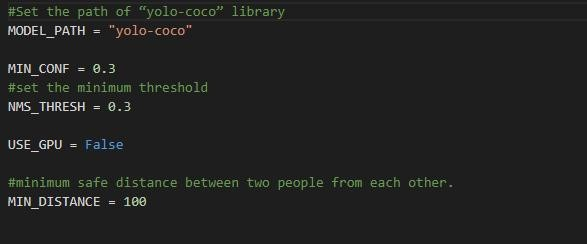 #Set the path of “yolo-coco” library
MODEL_PATH = "yolo-coco"
MIN_CONF = 0.3
#set the minimum threshold
NMS_THRESH = 0.3
USE_GPU = False
#minimum safe distance between two people from each other.
MIN_DISTANCE = 100